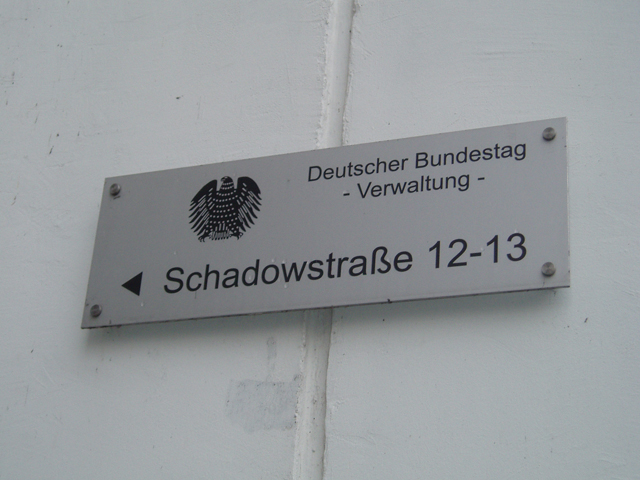 Deutscher Bundestag
- Verwaltung -
Schadowstraße 12-13